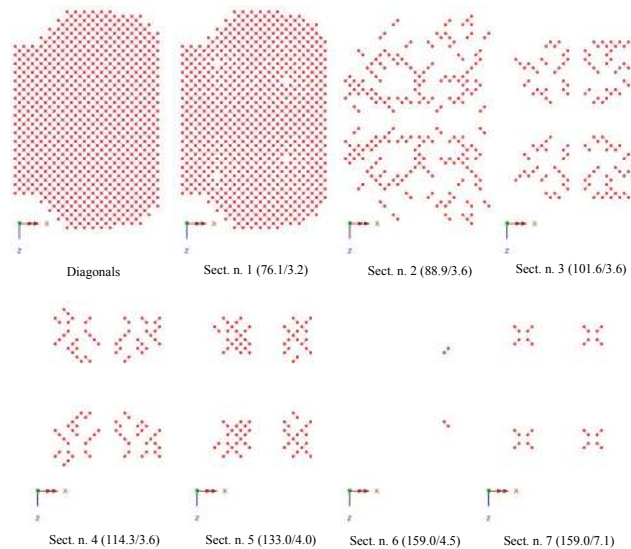 x
x
x
x
z
z
z
z
Diagonals
Sect. n. 1 (76.1/3.2)
Sect. n. 2 (88.9/3.6)
Sect. n. 3 (101.6/3.6)
x
x
x
x
z
z
z
z
Sect. n. 4 (114.3/3.6)
Sect. n. 5 (133.0/4.0)
Sect. n. 6 (159.0/4.5)
Sect. n. 7 (159.0/7.1)